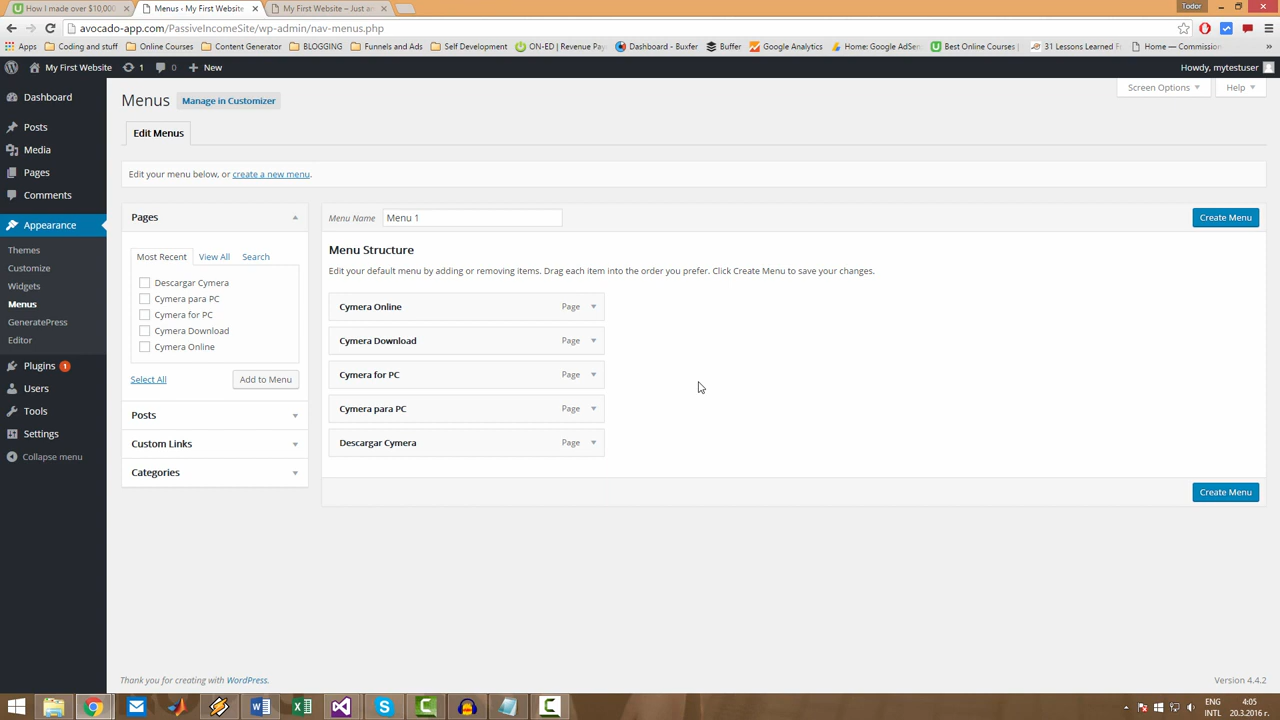 How I made over $10,000
Menus ‹ My First Website
My First Website – Just an
Todor
avocado-app.com/PassiveIncomeSite/wp-admin/nav-menus.php
Apps
Coding and stuff
Online Courses
Content Generator
BLOGGING
Funnels and Ads
Self Development
ON-ED | Revenue Pay
Dashboard - Buxfer
Buffer
Google Analytics
Home: Google AdSen
Best Online Courses |
31 Lessons Learned F
Home — Commission
»
My First Website
1
0
New
Howdy, mytestuser
Dashboard
Posts
Media
Pages
Comments
Appearance
Themes
Customize
Widgets
Menus
GeneratePress
Editor
Plugins 1
Users
Tools
Settings
Collapse menu
Menus
Manage in Customizer
Screen Options
Help
Edit Menus
Edit your menu below, or create a new menu.
Pages
Most Recent
View All
Search
Descargar Cymera
Cymera para PC
Cymera for PC
Cymera Download
Cymera Online
Select All
Add to Menu
Posts
Custom Links
Categories
Menu Name
Menu 1
Create Menu
Menu Structure
Edit your default menu by adding or removing items. Drag each item into the order you prefer. Click Create Menu to save your changes.
Cymera Online Page
Cymera Download Page
Cymera for PC Page
Cymera para PC Page
Descargar Cymera Page
Create Menu
Thank you for creating with WordPress.
Version 4.4.2
ENG
INTL
4:05
20.3.2016 г.